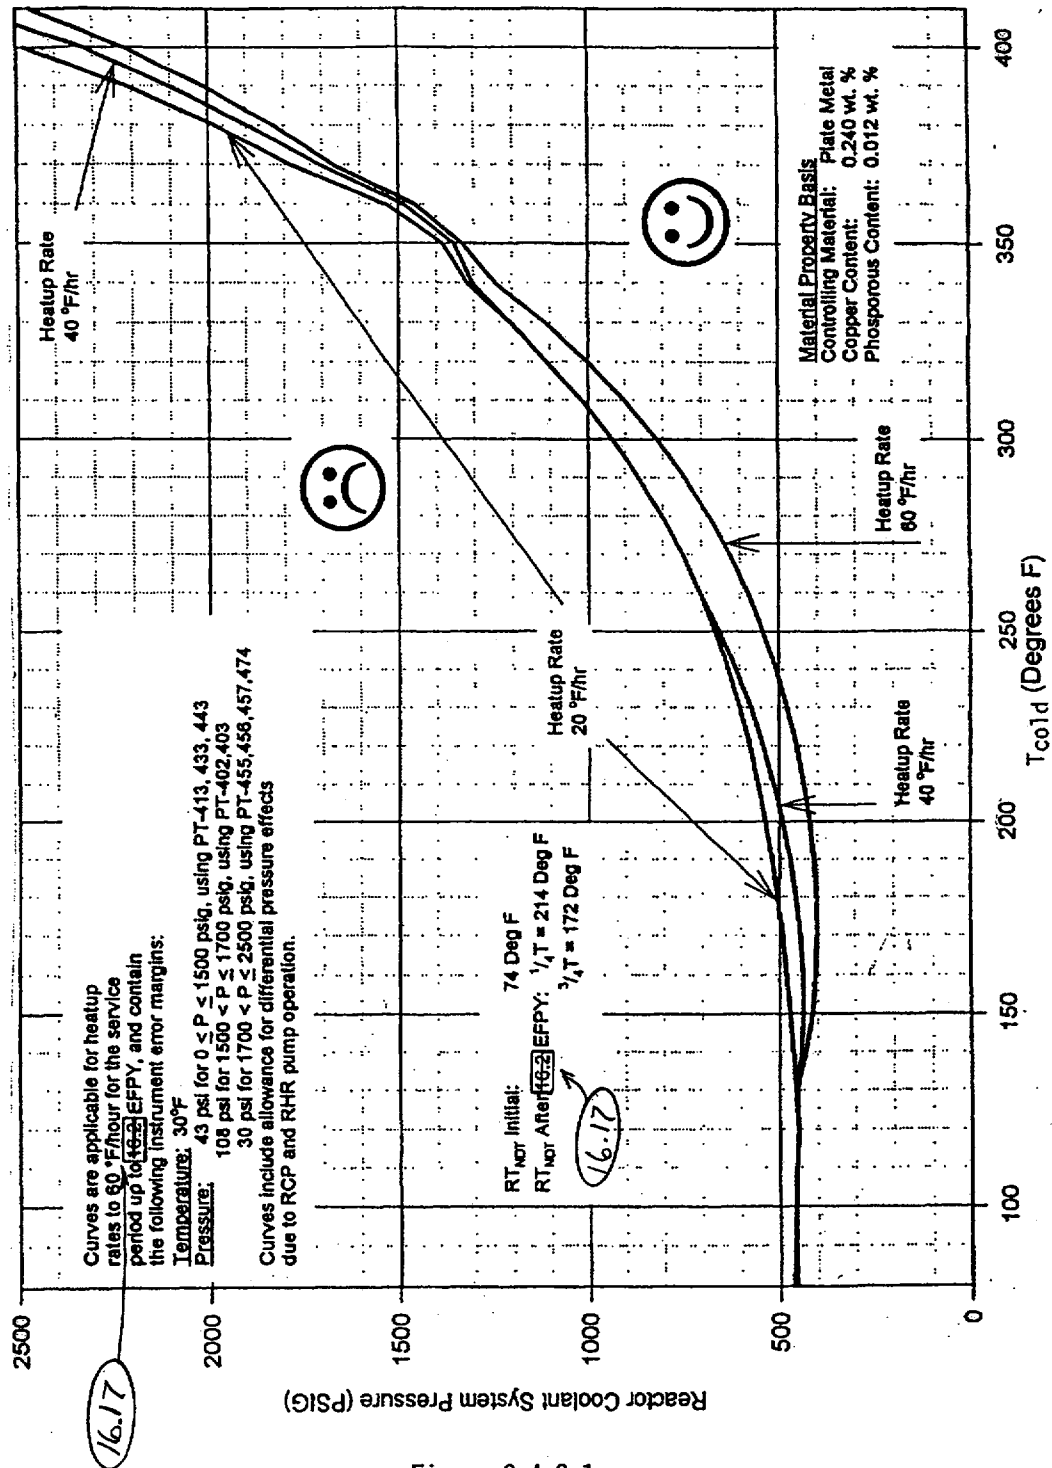 Curves are applicable for heatup
rates to 60 °F/hour for the service
period up to 16.2 EFPY, and contain
the following instrument error margins:
Temperature: 30°F
Pressure: 43 psi for 0 < P ≤ 1500 psig, using PT-413, 433, 443
108 psi for 1500 < P ≤ 1700 psig, using PT-402,403
30 psi for 1700 < P ≤ 2500 psig, using PT-455,456,457,474
Curves include allowance for differential pressure effects
due to RCP and RHR pump operation.
16.17
Heatup Rate
40 °F/hr
Heatup Rate
20 °F/hr
RTNDT Initial: 74 Deg F
RTNDT After 16.2 EFPY: 1/4T = 214 Deg F
3/4T = 172 Deg F
16.17
Heatup Rate
40 °F/hr
Heatup Rate
60 °F/hr
Material Property Basis
Controlling Material: Plate Metal
Copper Content: 0.240 wt. %
Phosporous Content: 0.012 wt. %
2500
2000
1500
1000
500
0
Reactor Coolant System Pressure (PSIG)
100
150
200
250
300
350
400
Tcold (Degrees F)